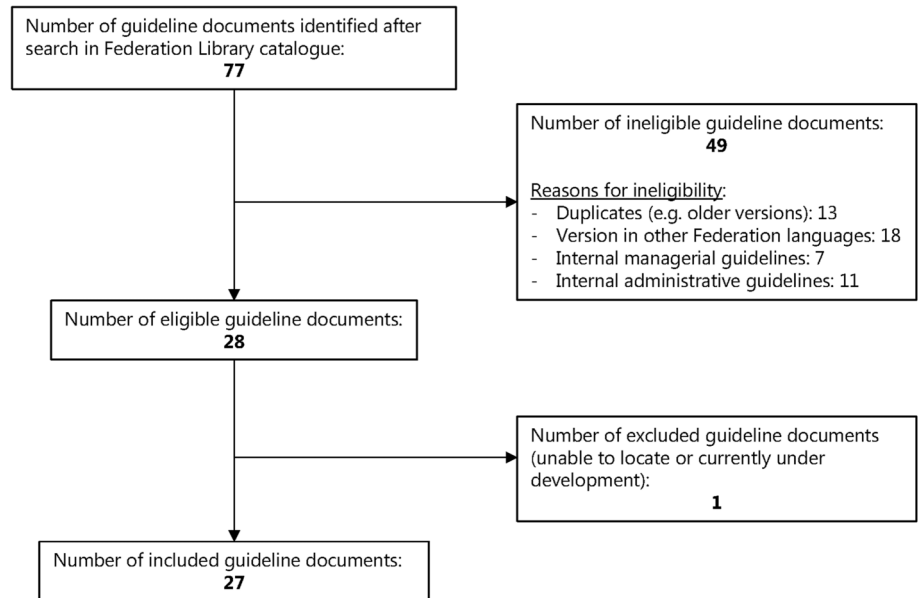 Number of guideline documents identified after
search in Federation Library catalogue:
77
Number of ineligible guideline documents:
49
Reasons for ineligibility:
- Duplicates (e.g. older versions): 13
- Version in other Federation languages: 18
- Internal managerial guidelines: 7
- Internal administrative guidelines: 11
Number of eligible guideline documents:
28
Number of excluded guideline documents
(unable to locate or currently under
development):
1
Number of included guideline documents:
27